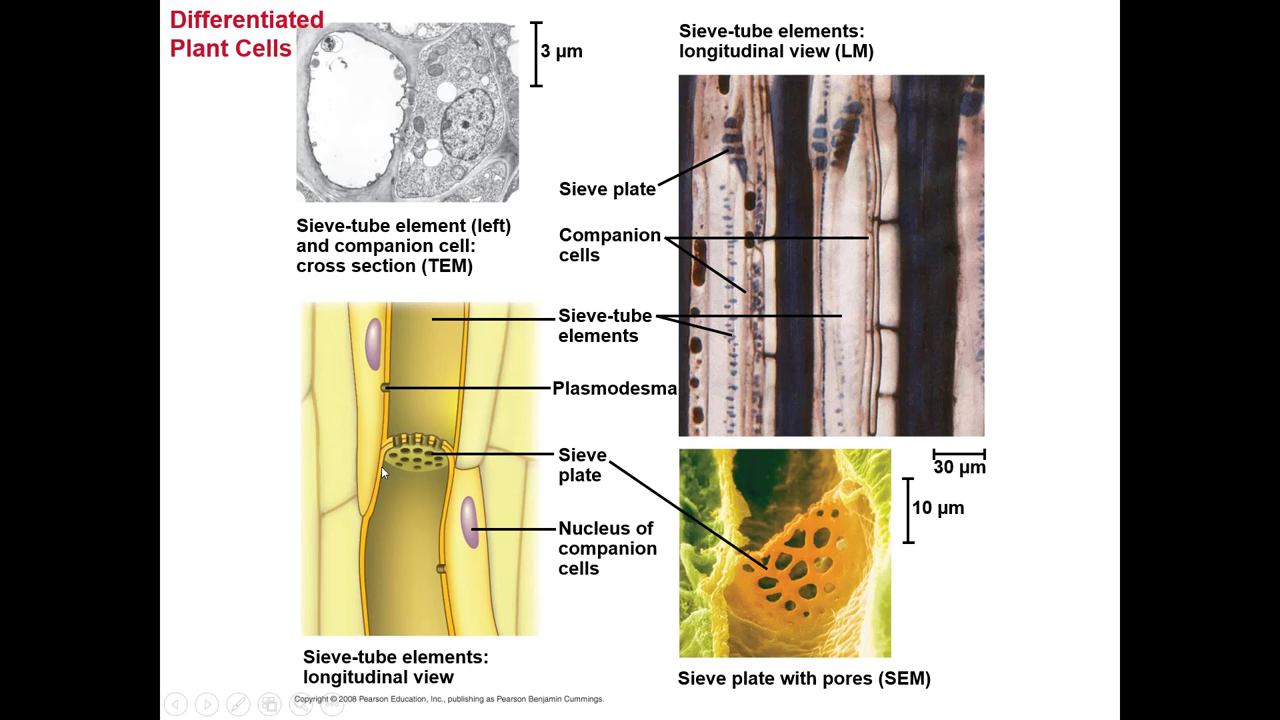 Differentiated
Plant Cells
3 µm
Sieve-tube element (left)
and companion cell:
cross section (TEM)
Sieve-tube elements:
longitudinal view (LM)
Sieve plate
Companion
cells
Sieve-tube
elements
Plasmodesma
Sieve
plate
Nucleus of
companion
cells
30 µm
10 µm
Sieve-tube elements:
longitudinal view
Sieve plate with pores (SEM)
Copyright © 2008 Pearson Education, Inc., publishing as Pearson Benjamin Cummings.